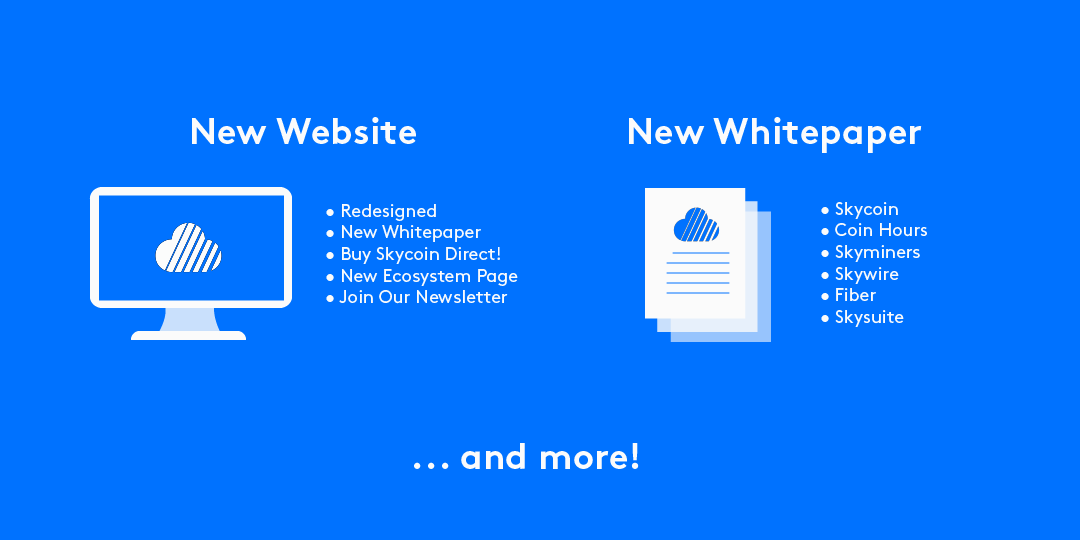 New Website
• Redesigned
• New Whitepaper
• Buy Skycoin Direct!
• New Ecosystem Page
• Join Our Newsletter
New Whitepaper
• Skycoin
• Coin Hours
• Skyminers
• Skywire
• Fiber
• Skysuite
... and more!